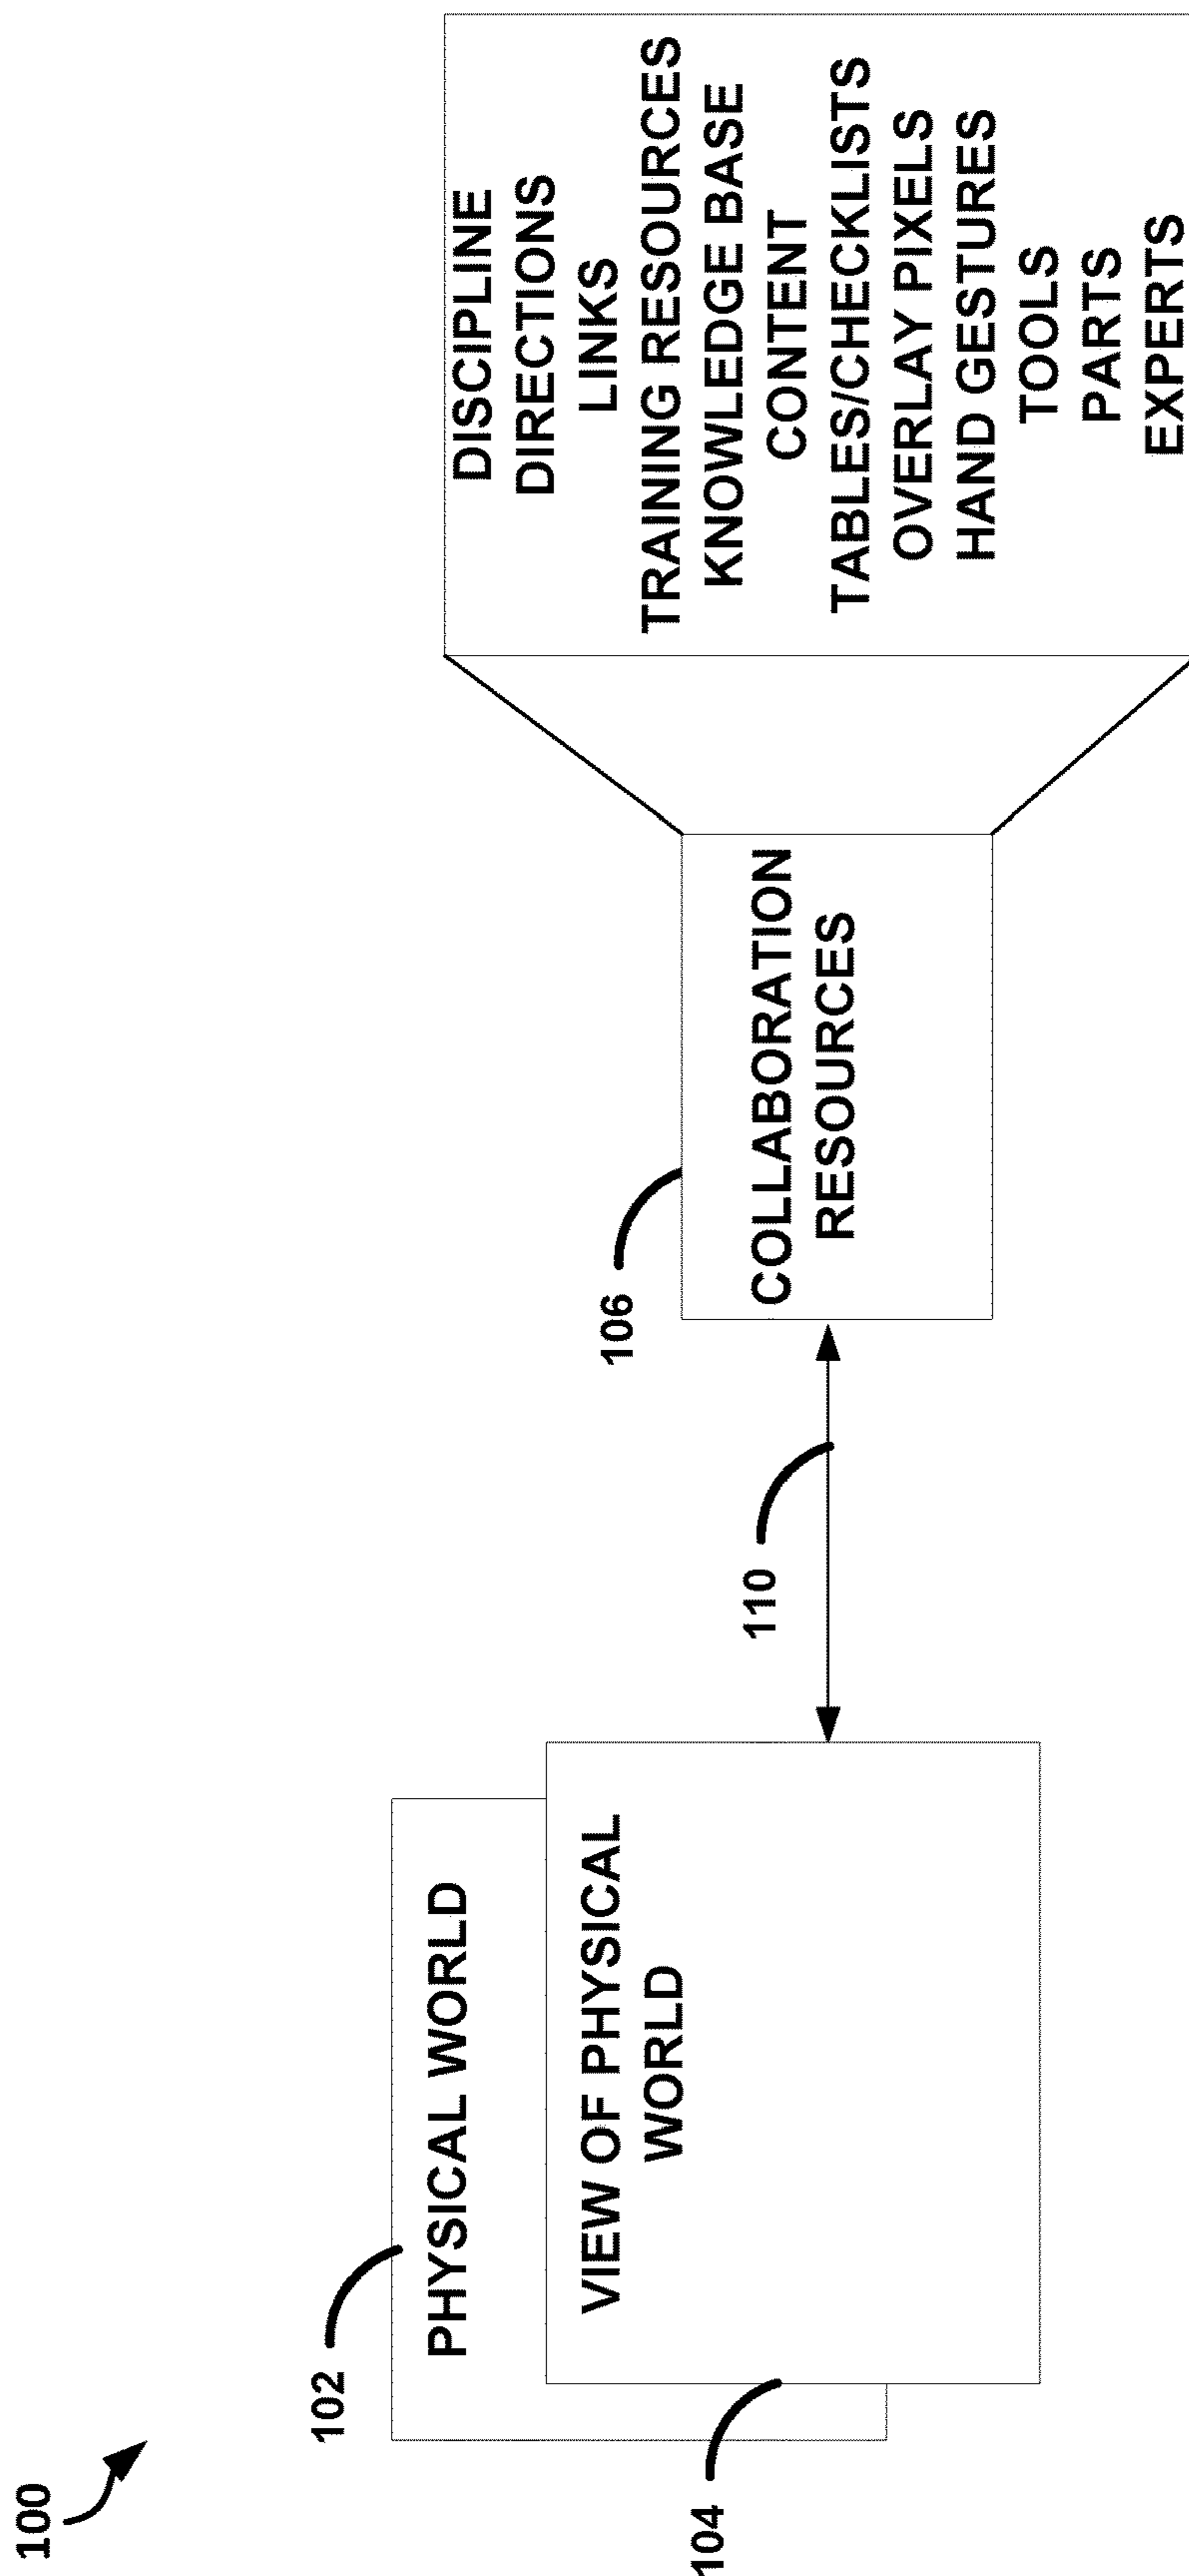 100
102
PHYSICAL WORLD
104
VIEW OF PHYSICAL
WORLD
110
106
COLLABORATION
RESOURCES
DISCIPLINE
DIRECTIONS
LINKS
TRAINING RESOURCES
KNOWLEDGE BASE
CONTENT
TABLES/CHECKLISTS
OVERLAY PIXELS
HAND GESTURES
TOOLS
PARTS
EXPERTS